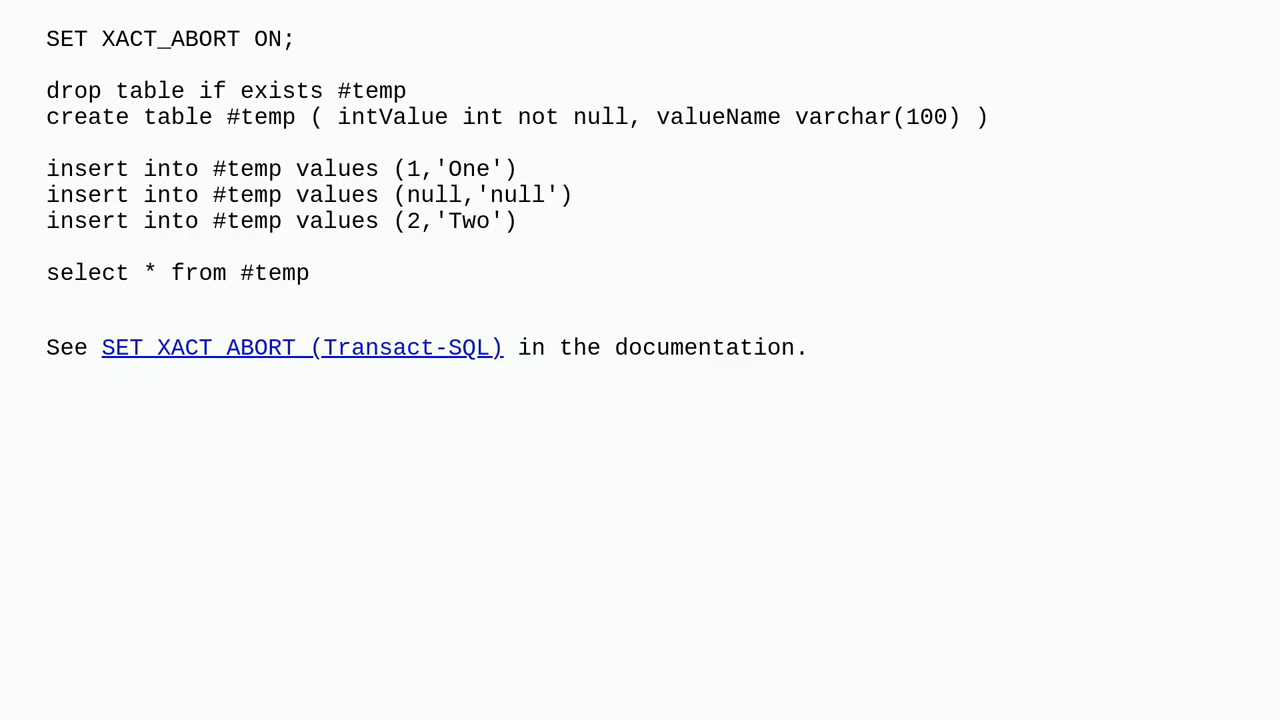 SET XACT_ABORT ON;
drop table if exists #temp
create table #temp ( intValue int not null, valueName varchar(100) )
insert into #temp values (1,'One')
insert into #temp values (null,'null')
insert into #temp values (2,'Two')
select * from #temp
See SET XACT_ABORT (Transact-SQL) in the documentation.